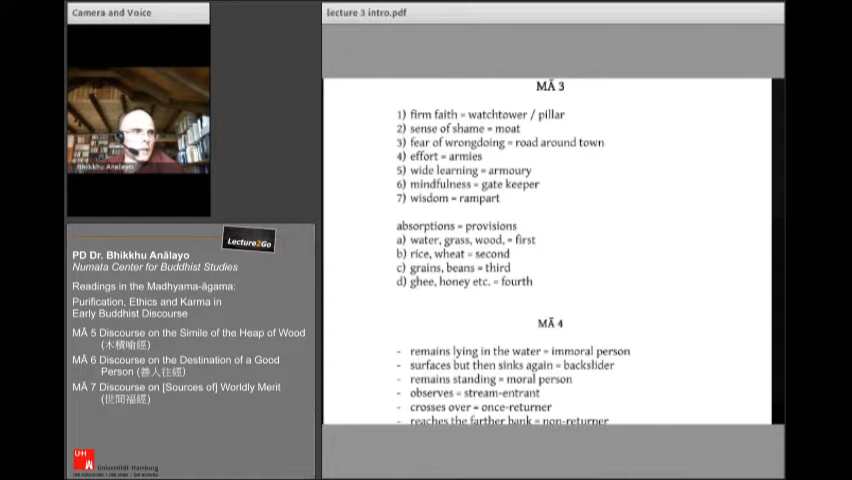 Camera and Voice
Bhikkhu Anālayo
Lecture2Go
PD Dr. Bhikkhu Anālayo
Numata Center for Buddhist Studies
Readings in the Madhyama-āgama:
Purification, Ethics and Karma in
Early Buddhist Discourse
MĀ 5 Discourse on the Simile of the Heap of Wood
(木積喻經)
MĀ 6 Discourse on the Destination of a Good
Person (善人往經)
MĀ 7 Discourse on [Sources of] Worldly Merit
(世間福經)
UH
Universität Hamburg
DER FORSCHUNG | DER LEHRE | DER BILDUNG
lecture 3 intro.pdf
MĀ 3
1) firm faith = watchtower / pillar
2) sense of shame = moat
3) fear of wrongdoing = road around town
4) effort = armies
5) wide learning = armoury
6) mindfulness = gate keeper
7) wisdom = rampart
absorptions = provisions
a) water, grass, wood, = first
b) rice, wheat = second
c) grains, beans = third
d) ghee, honey etc. = fourth
MĀ 4
- remains lying in the water = immoral person
- surfaces but then sinks again = backslider
- remains standing = moral person
- observes = stream-entrant
- crosses over = once-returner
- reaches the farther bank = non-returner